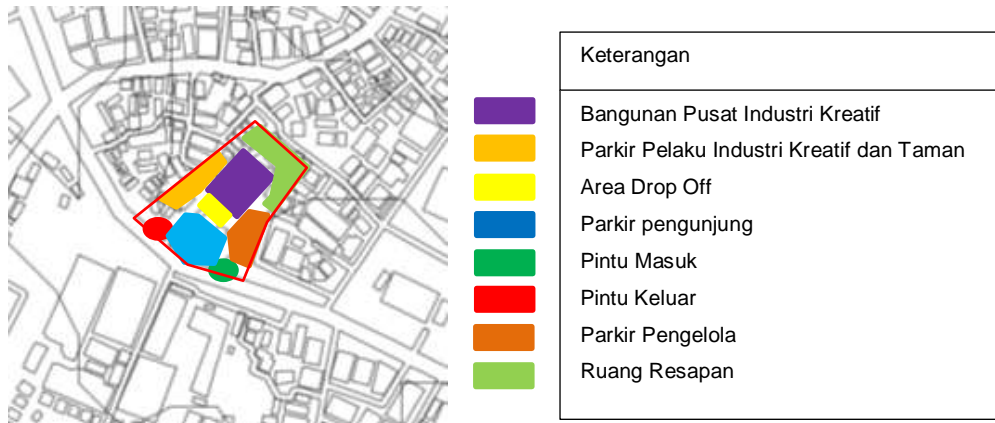 Keterangan
Bangunan Pusat Industri Kreatif
Parkir Pelaku Industri Kreatif dan Taman
Area Drop Off
Parkir pengunjung
Pintu Masuk
Pintu Keluar
Parkir Pengelola
Ruang Resapan